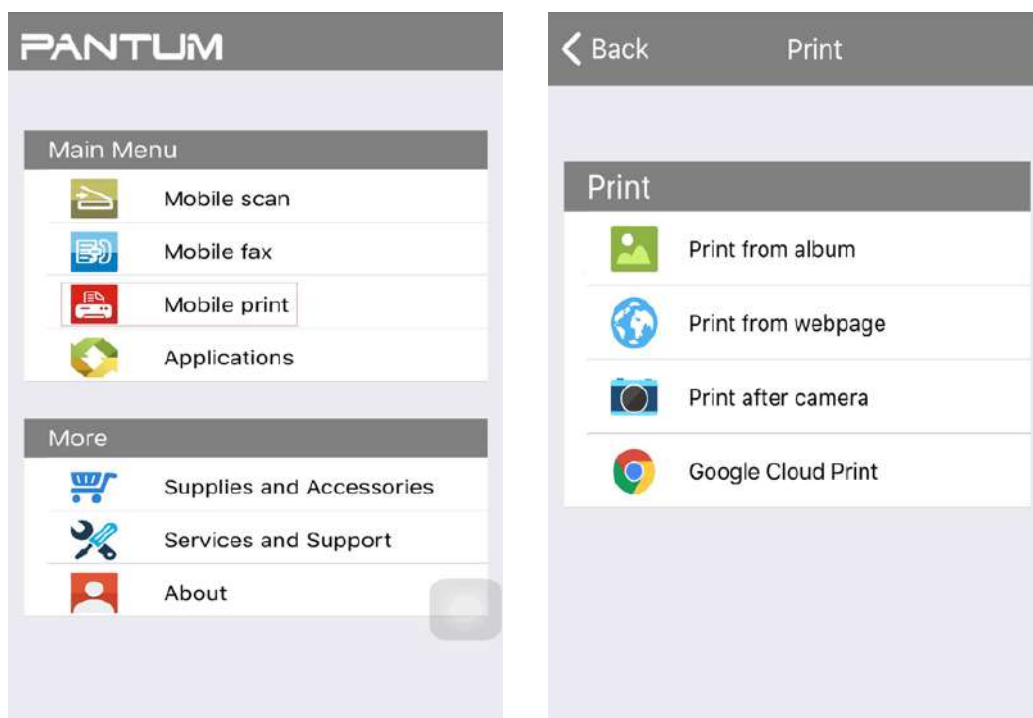 PANTUM
Main Menu
Mobile scan
Mobile fax
Mobile print
Applications
More
Supplies and Accessories
Services and Support
About
Back
Print
Print
Print from album
Print from webpage
Print after camera
Google Cloud Print